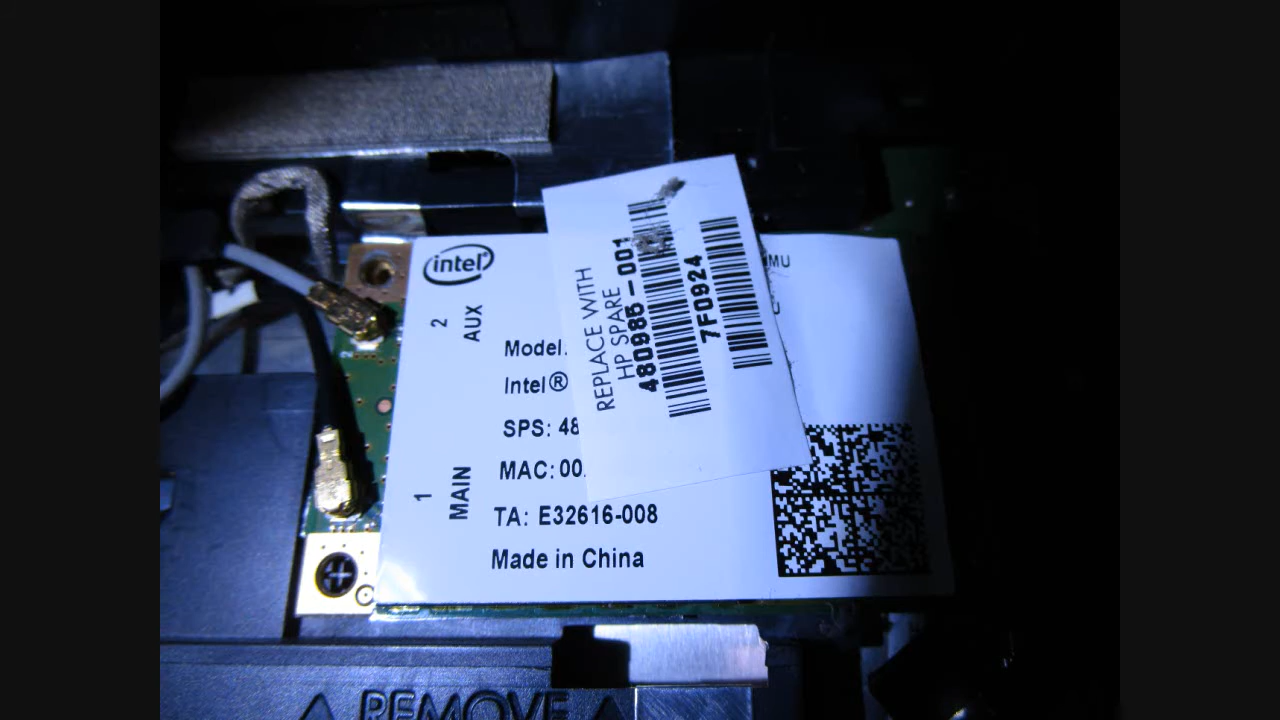 intel
2
AUX
1
MAIN
Model
Intel®
SPS: 48
MAC: 00
TA: E32616-008
Made in China
REPLACE WITH
HP SPARE
480985-001
7F0924
MU
REMOVE